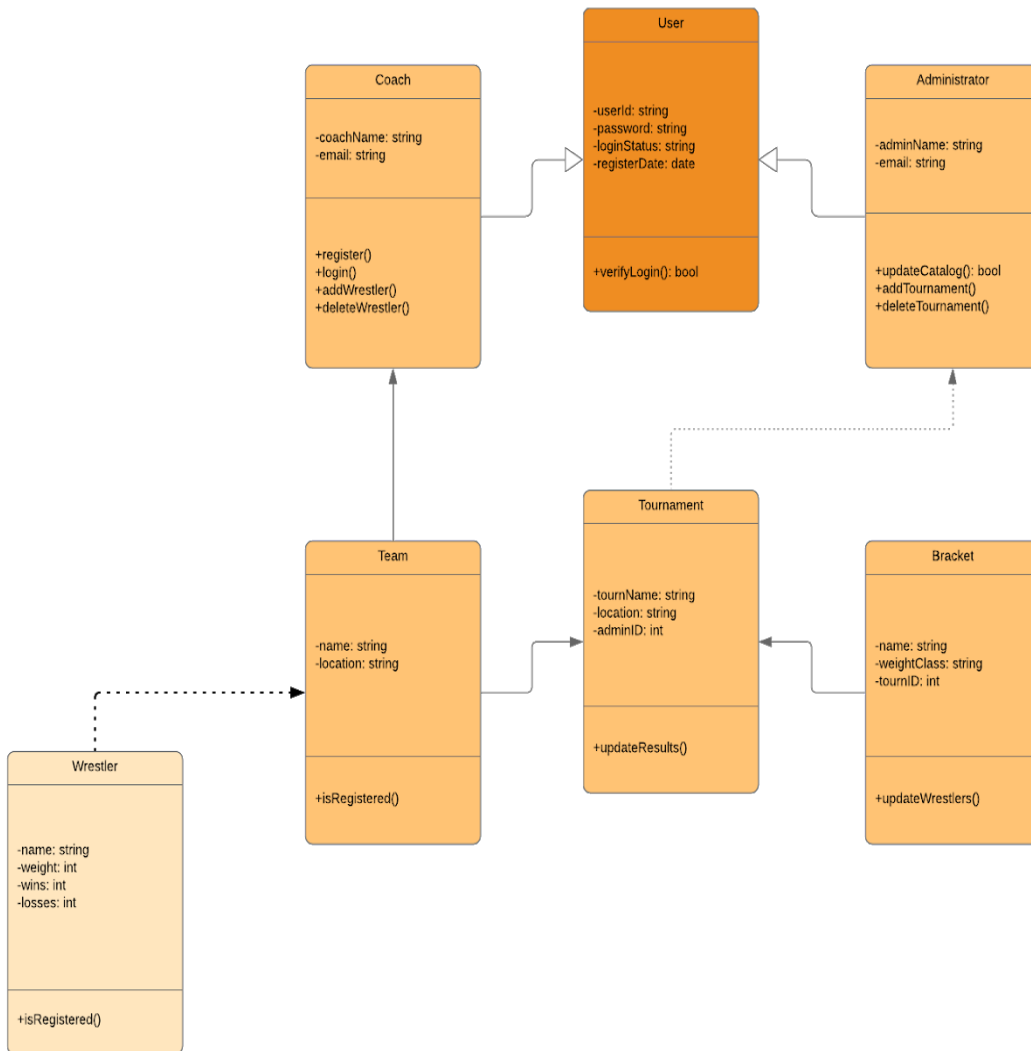 User
-userId: string
-password: string
-loginStatus: string
-registerDate: date
+verifyLogin(): bool
Coach
-coachName: string
-email: string
+register()
+login()
+addWrestler()
+deleteWrestler()
Administrator
-adminName: string
-email: string
+updateCatalog(): bool
+addTournament()
+deleteTournament()
Tournament
-tournName: string
-location: string
-adminID: int
+updateResults()
Team
-name: string
-location: string
+isRegistered()
Bracket
-name: string
-weightClass: string
-tournID: int
+updateWrestlers()
Wrestler
-name: string
-weight: int
-wins: int
-losses: int
+isRegistered()